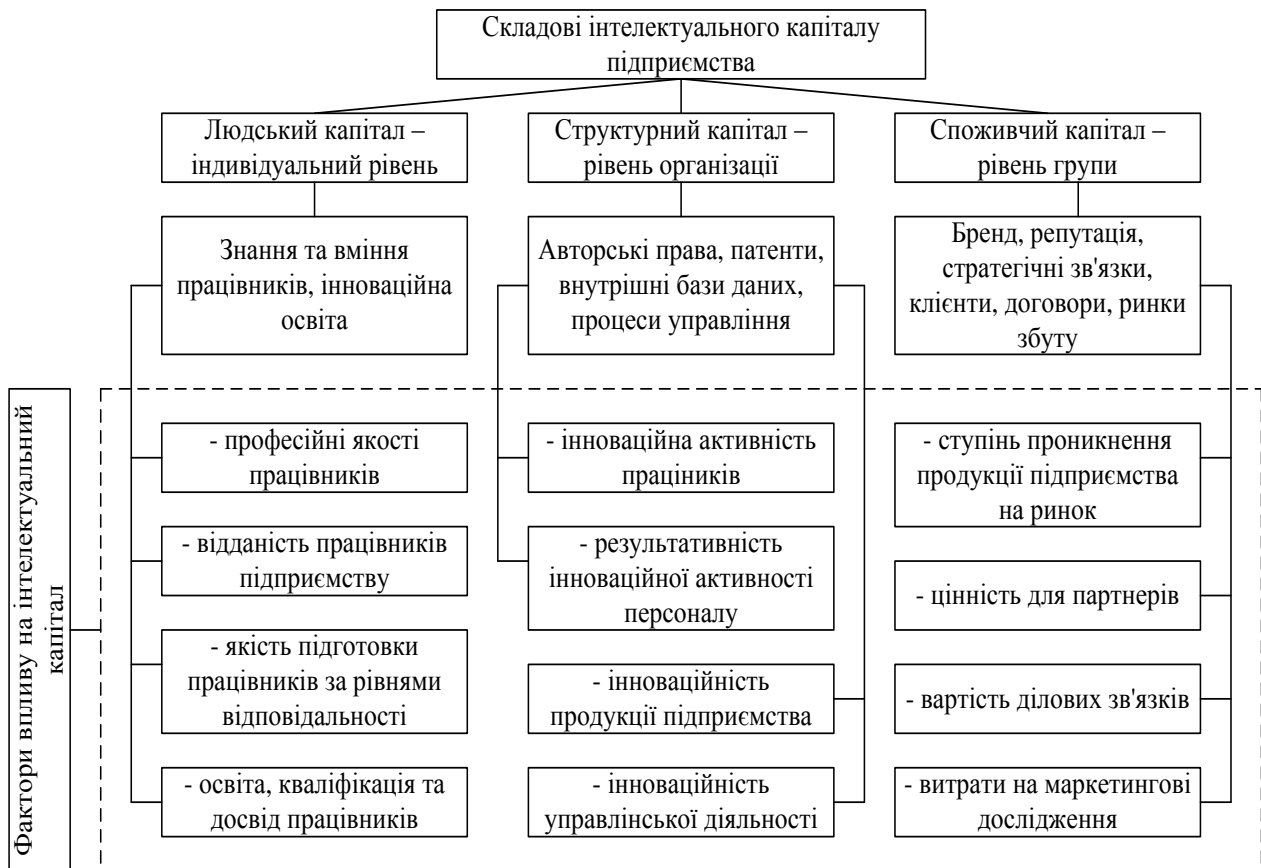 Складові інтелектуального капіталу
підприємства
Людський капітал –
індивідуальний рівень
Структурний капітал –
рівень організації
Споживчий капітал –
рівень групи
Знання та вміння
працівників, інноваційна
освіта
Авторські права, патенти,
внутрішні бази даних,
процеси управління
Бренд, репутація,
стратегічні зв'язки,
клієнти, договори, ринки
збуту
Фактори впливу на інтелектуальний
капітал
- професійні якості
працівників
- відданість працівників
підприємству
- якість підготовки
працівників за рівнями
відповідальності
- освіта, кваліфікація та
досвід працівників
- інноваційна активність
праціників
- результативність
інноваційної активності
персоналу
- інноваційність
продукції підприємства
- інноваційність
управлінської діяльності
- ступінь проникнення
продукції підприємства
на ринок
- цінність для партнерів
- вартість ділових зв'язків
- витрати на маркетингові
дослідження